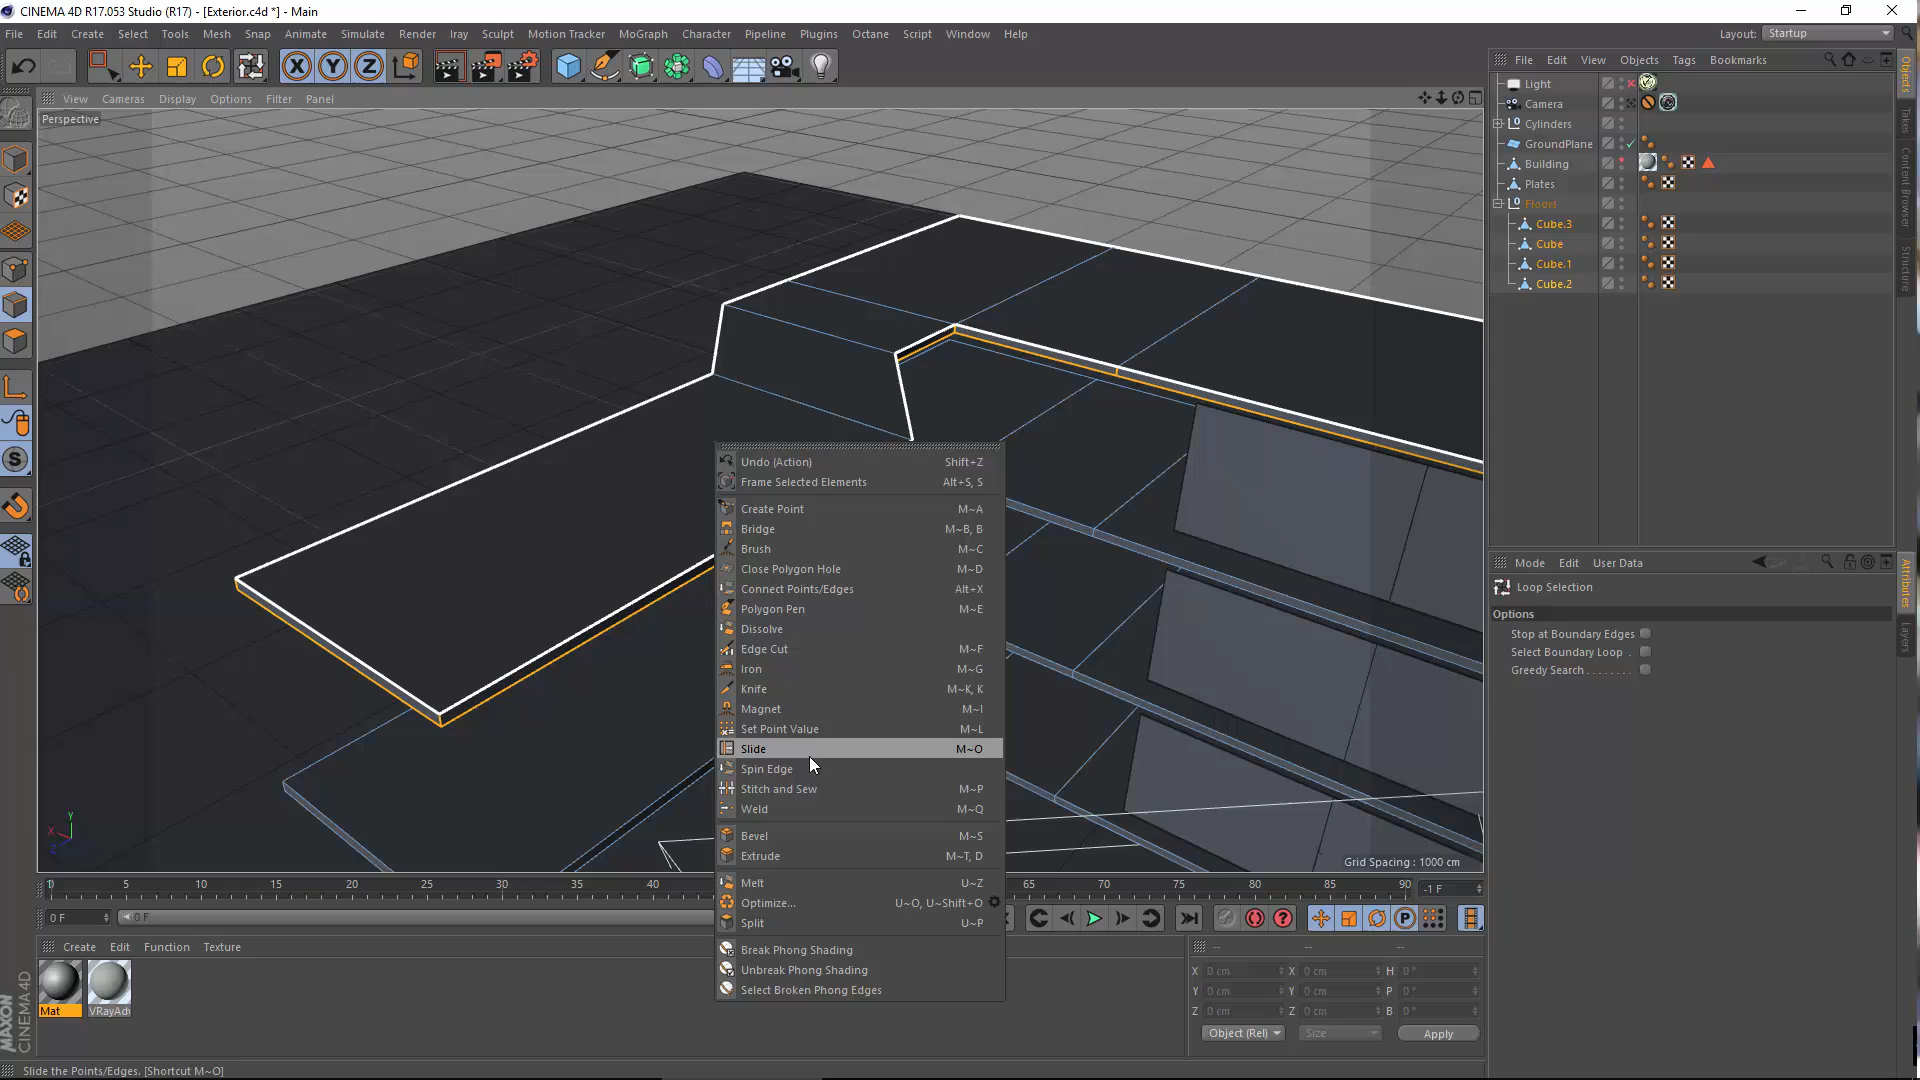 CINEMA 4D R17.053 Studio (R17) - [Exterior.c4d *] - Main
File Edit Create Select Tools Mesh Snap Animate Simulate Render Iray Sculpt Motion Tracker MoGraph Character Pipeline Plugins Octane Script Window Help
Layout: Startup
X Y Z
View Cameras Display Options Filter Panel
Perspective
File Edit View Objects Tags Bookmarks
Light
Camera
Cylinders
GroundPlane
Building
Plates
Floors
Cube.3
Cube
Cube.1
Cube.2
Objects
Takes
Content Browser
Structure
Undo (Action) Shift+Z
Frame Selected Elements Alt+S, S
Create Point M~A
Bridge M~B, B
Brush M~C
Close Polygon Hole M~D
Connect Points/Edges Alt+X
Polygon Pen M~E
Dissolve
Edge Cut M~F
Iron M~G
Knife M~K, K
Magnet M~I
Set Point Value M~L
Slide M~O
Spin Edge
Stitch and Sew M~P
Weld M~Q
Bevel M~S
Extrude M~T, D
Melt U~Z
Optimize... U~O, U~Shift+O
Split U~P
Break Phong Shading
Unbreak Phong Shading
Select Broken Phong Edges
Mode Edit User Data
Loop Selection
Options
Stop at Boundary Edges
Select Boundary Loop .
Greedy Search . . . . . . . .
Attributes
Layers
Y
X
Z
Grid Spacing : 1000 cm
0 5 10 15 20 25 30 35 40 65 70 75 80 85 90 -1 F
0 F 0 F
Create Edit Function Texture
Mat VRayAdv
MAXON
CINEMA 4D
-- -- --
X 0 cm X 0 cm H 0 °
Y 0 cm Y 0 cm P 0 °
Z 0 cm Z 0 cm B 0 °
Object (Rel) Size Apply
Slide the Points/Edges. [Shortcut M~O]